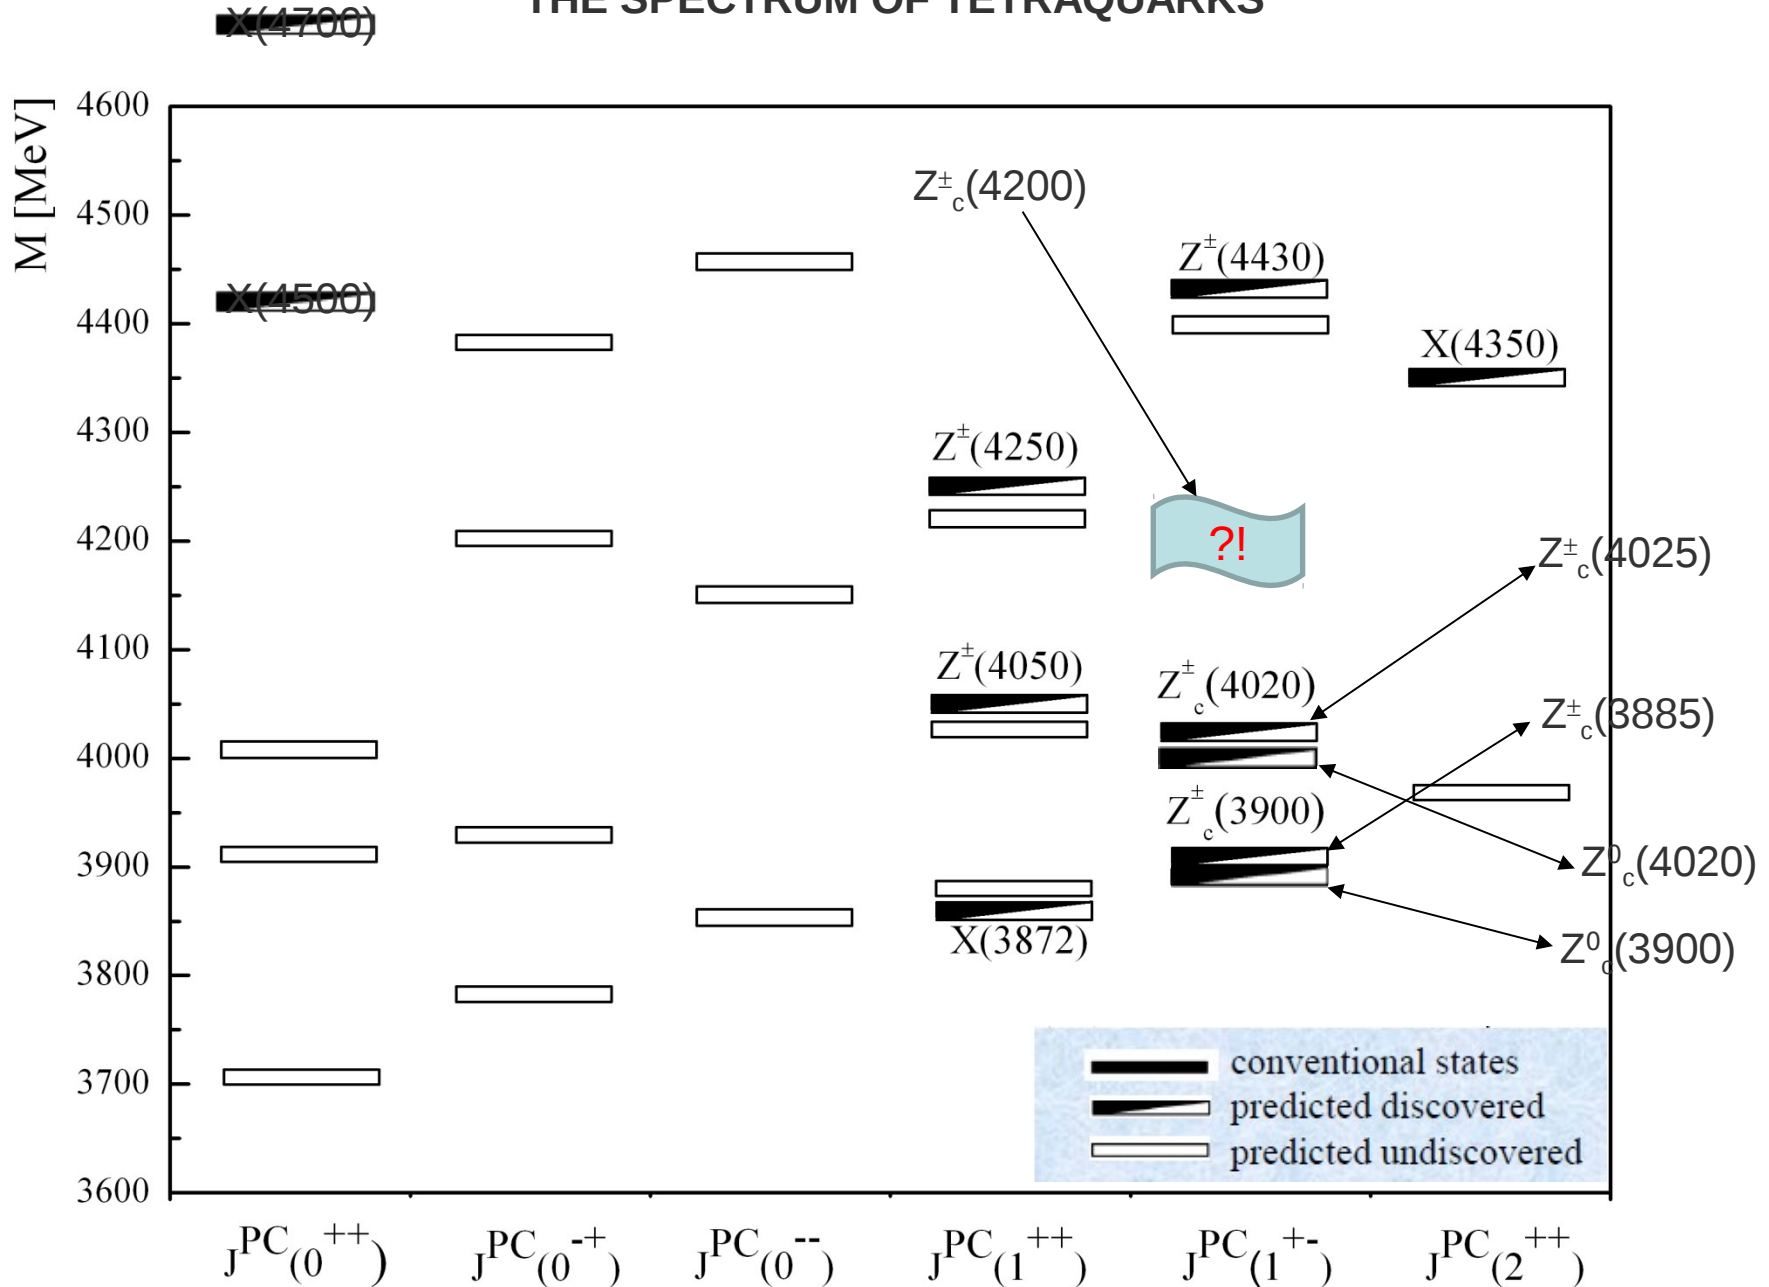 THE SPECTRUM OF TETRAQUARKS
X(4700)
M [MeV]
4600
4500
4400
4300
4200
4100
4000
3900
3800
3700
3600
X(4500)
Z±c(4200)
Z±(4430)
X(4350)
Z±(4250)
?!
Z±c(4025)
Z±(4050)
Z±c(4020)
Z±c(3885)
Z±c(3900)
Z0c(4020)
X(3872)
Z0c(3900)
conventional states
predicted discovered
predicted undiscovered
JPC(0++)
JPC(0-+)
JPC(0--)
JPC(1++)
JPC(1+-)
JPC(2++)